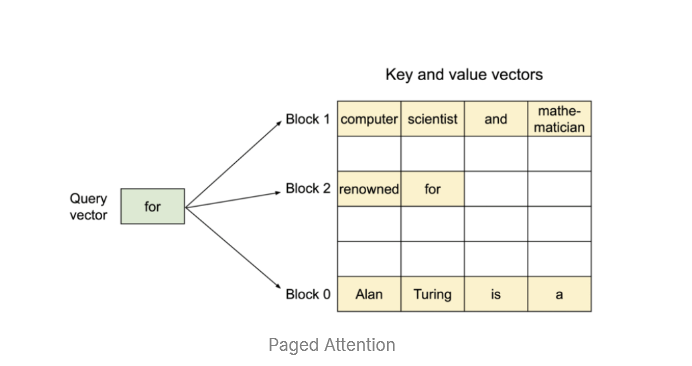 Key and value vectors
Block 1 computer scientist and mathe-
matician
Query
vector
for
Block 2 renowned for
Block 0 Alan Turing is a
Paged Attention